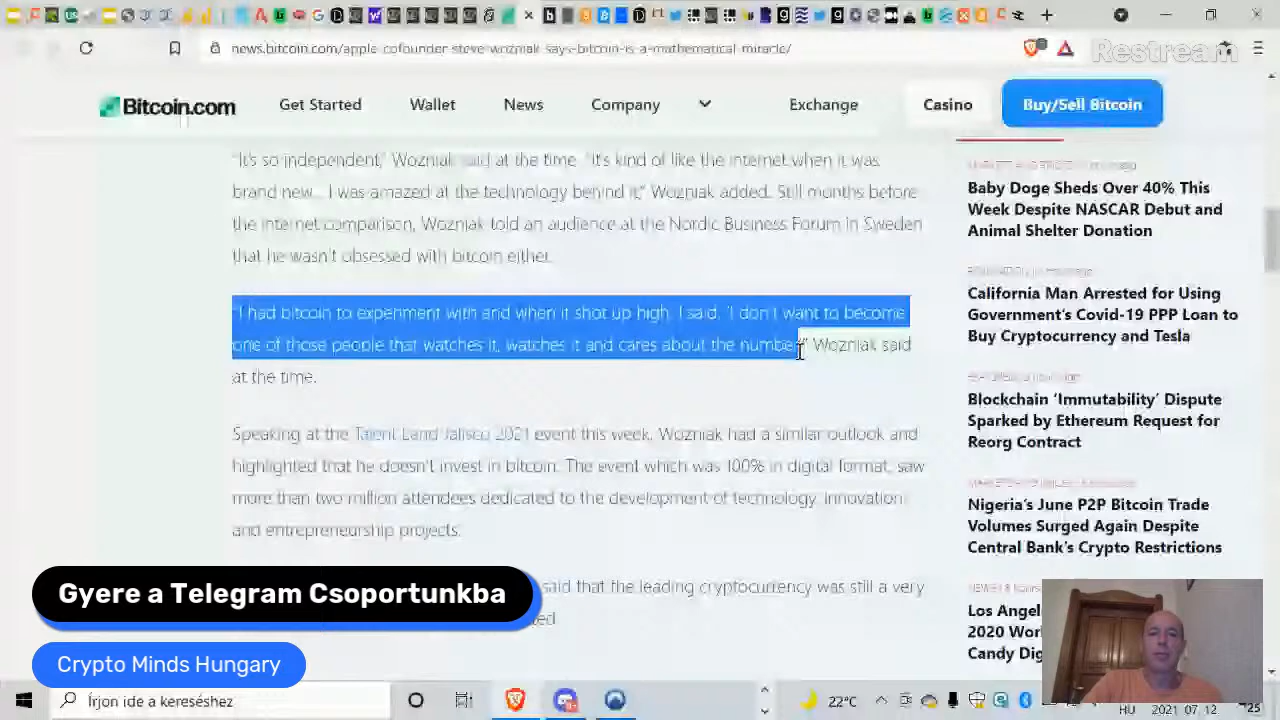 news.bitcoin.com/apple-cofounder-steve-wozniak-says-bitcoin-is-a-mathematical-miracle/
Restream
Bitcoin.com
Get Started
Wallet
News
Company
Exchange
Casino
Buy/Sell Bitcoin
"It's so independent," Wozniak said at the time. "It's kind of like the internet when it was
brand new... I was amazed at the technology behind it," Wozniak added. Still months before
the internet comparison, Wozniak told an audience at the Nordic Business Forum in Sweden
that he wasn't obsessed with bitcoin either.
"I had bitcoin to experiment with and when it shot up high, I said, 'I don't want to become
one of those people that watches it, watches it and cares about the number,'" Wozniak said
at the time.
Speaking at the Talent Land Jalisco 2021 event this week, Wozniak had a similar outlook and
highlighted that he doesn't invest in bitcoin. The event which was 100% in digital format, saw
more than two million attendees dedicated to the development of technology, innovation
and entrepreneurship projects.
said that the leading cryptocurrency was still a very
Baby Doge Sheds Over 40% This
Week Despite NASCAR Debut and
Animal Shelter Donation
California Man Arrested for Using
Government's Covid-19 PPP Loan to
Buy Cryptocurrency and Tesla
Blockchain 'Immutability' Dispute
Sparked by Ethereum Request for
Reorg Contract
Nigeria's June P2P Bitcoin Trade
Volumes Surged Again Despite
Central Bank's Crypto Restrictions
Los Angel
2020 Worl
Candy Dig
Gyere a Telegram Csoportunkba
Crypto Minds Hungary
Írjon ide a kereséshez
22°C
HU
2021. 07. 12